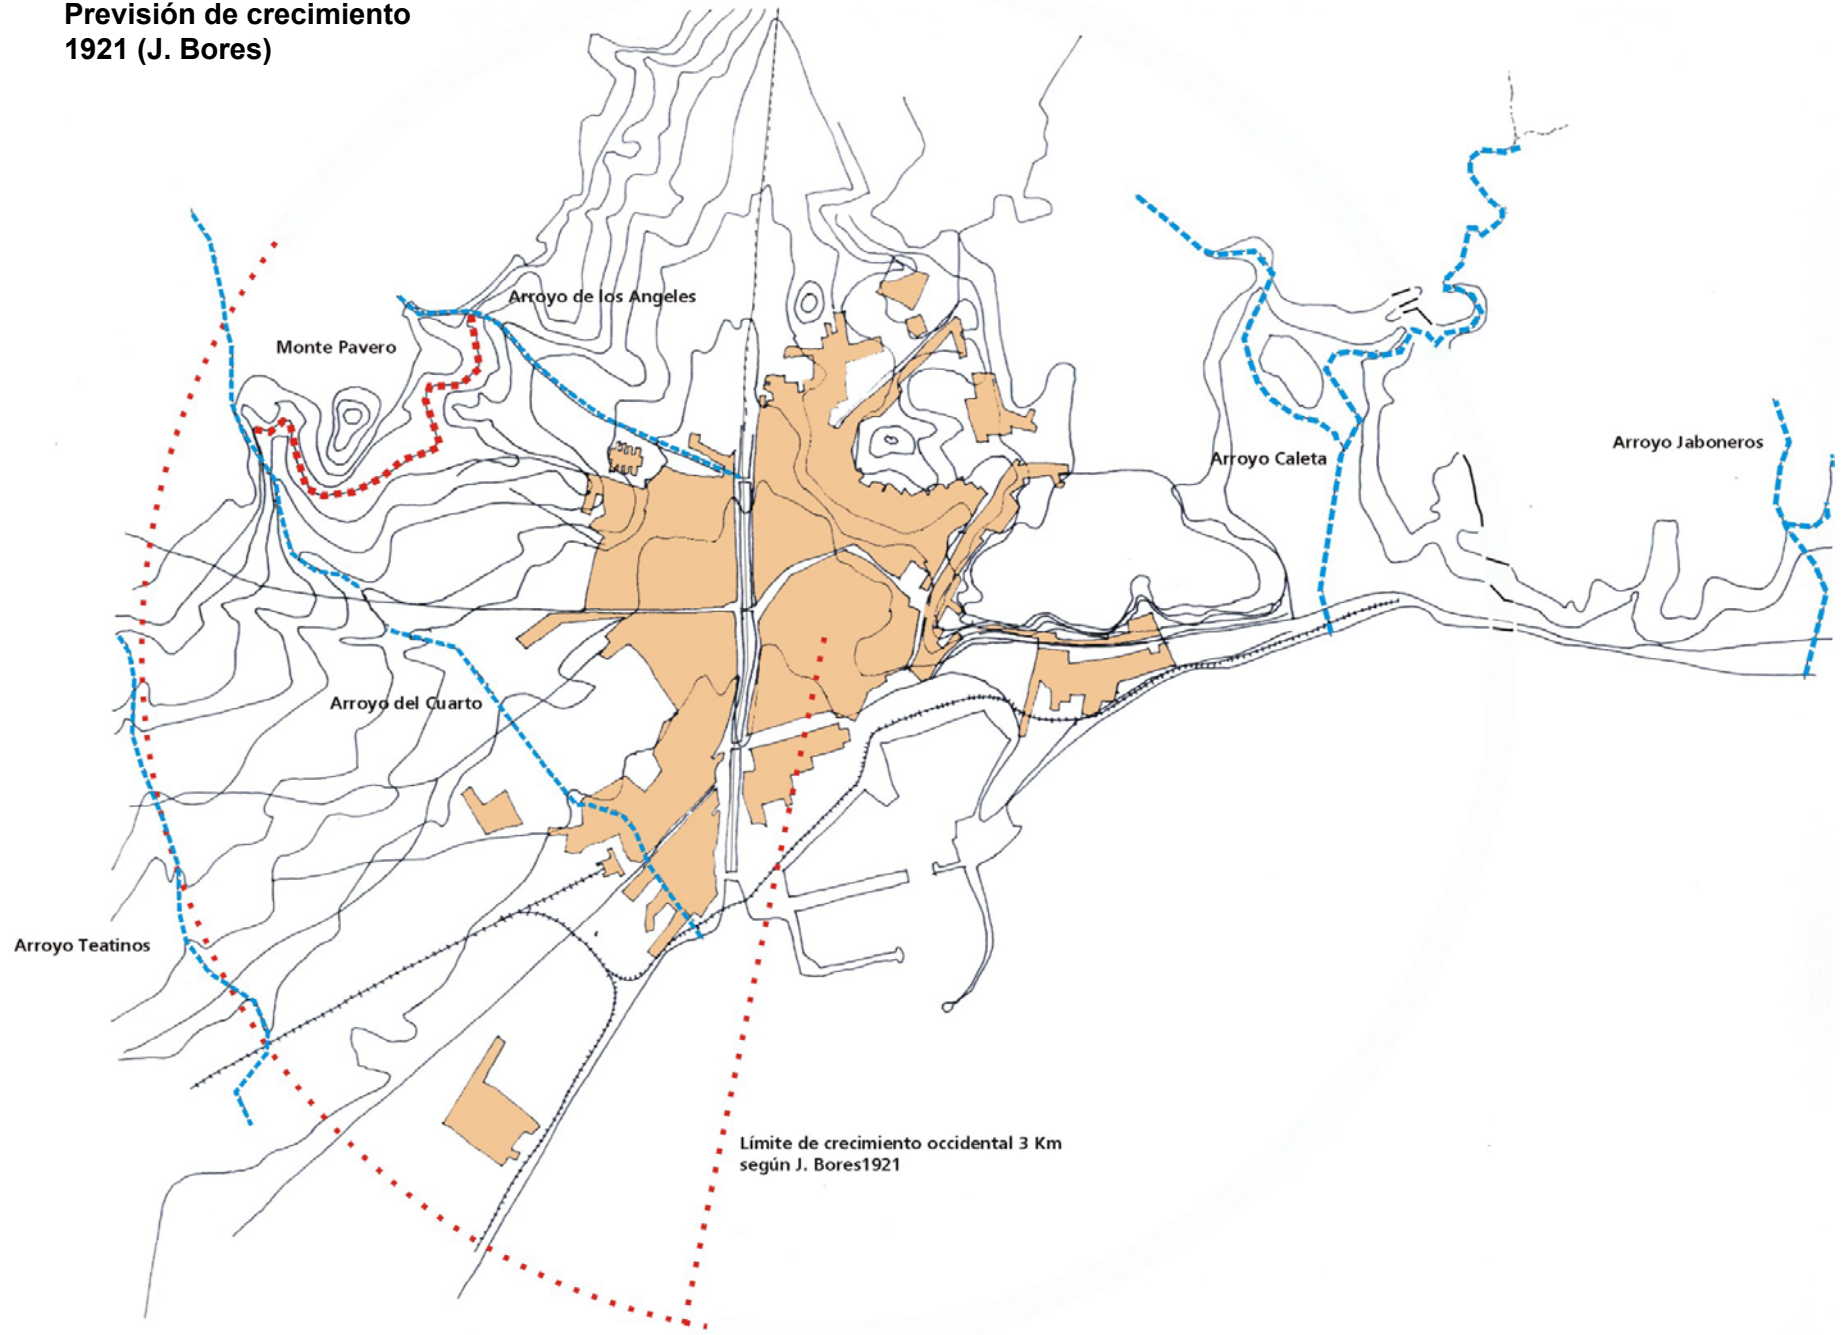 Previsión de crecimiento
1921 (J. Bores)
Arroyo de los Angeles
Monte Pavero
Arroyo Jaboneros
Arroyo Caleta
Arroyo del Cuarto
Arroyo Teatinos
Límite de crecimiento occidental 3 Km
según J. Bores1921